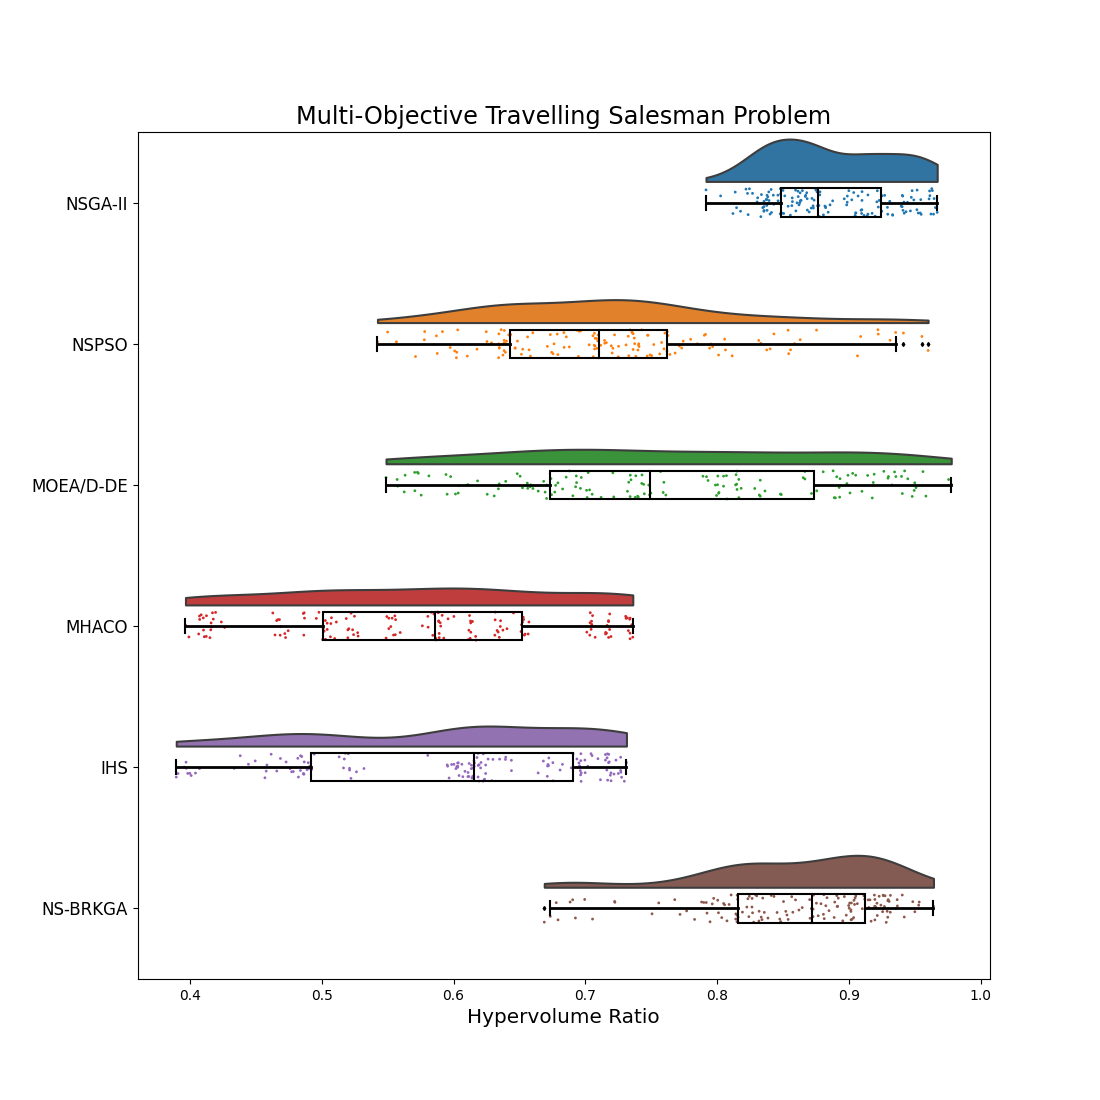 Multi-Objective Travelling Salesman Problem
NSGA-II
NSPSO
MOEA/D-DE
MHACO
IHS
NS-BRKGA
0.4 0.5 0.6 0.7 0.8 0.9 1.0
Hypervolume Ratio